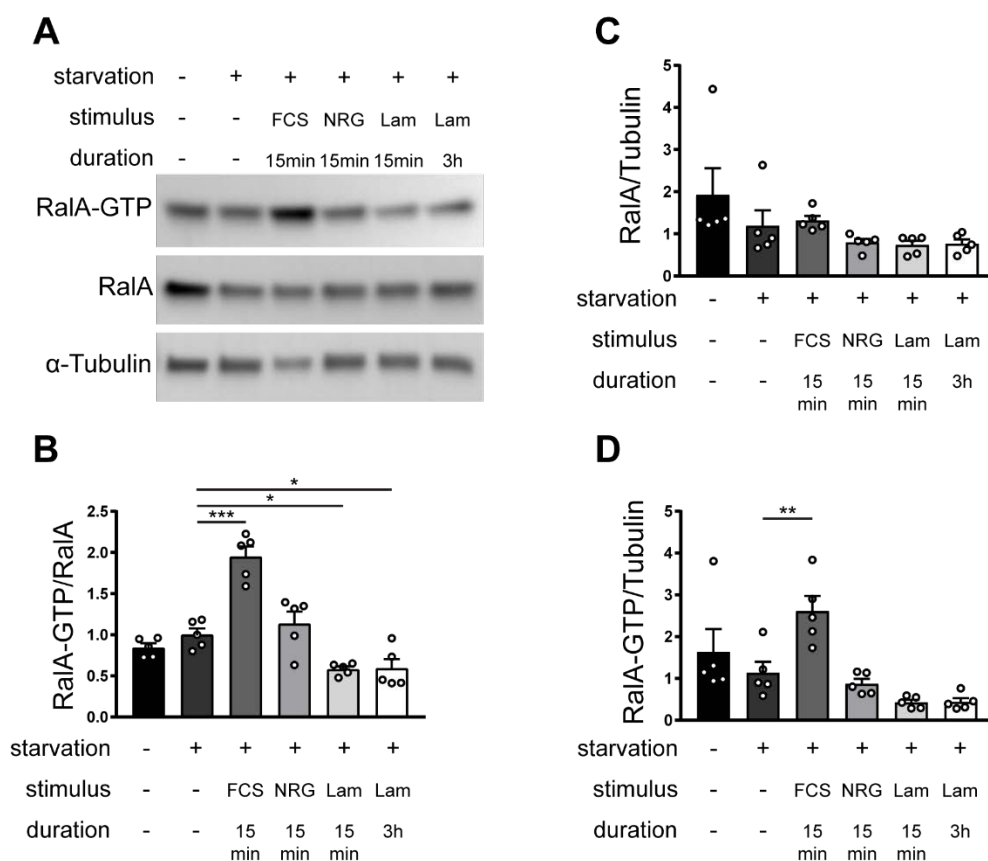 A
starvation - + + + + +
stimulus - - FCS NRG Lam Lam
duration - - 15min 15min 15min 3h
RalA-GTP
RalA
α-Tubulin
B
RalA-GTP/RalA
2.5
2.0
1.5
1.0
0.5
0.0
***
*
*
starvation - + + + + +
stimulus - - FCS NRG Lam Lam
duration - - 15 15 15 3h
min min min
C
RalA/Tubulin
5
4
3
2
1
0
starvation - + + + + +
stimulus - - FCS NRG Lam Lam
duration - - 15 15 15 3h
min min min
D
RalA-GTP/Tubulin
5
4
3
2
1
0
**
starvation - + + + + +
stimulus - - FCS NRG Lam Lam
duration - - 15 15 15 3h
min min min